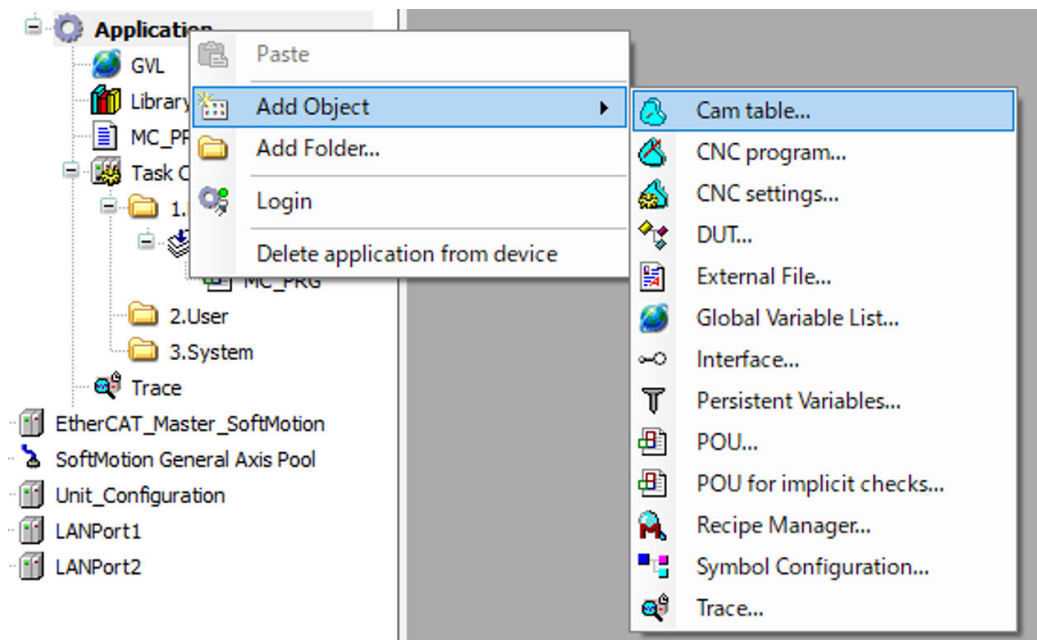 Application
GVL
Library
MC_PR
Task C
1.
MC_PRG
2.User
3.System
Trace
EtherCAT_Master_SoftMotion
SoftMotion General Axis Pool
Unit_Configuration
LANPort1
LANPort2
Paste
Add Object
Add Folder...
Login
Delete application from device
Cam table...
CNC program...
CNC settings...
DUT...
External File...
Global Variable List...
Interface...
Persistent Variables...
POU...
POU for implicit checks...
Recipe Manager...
Symbol Configuration...
Trace...